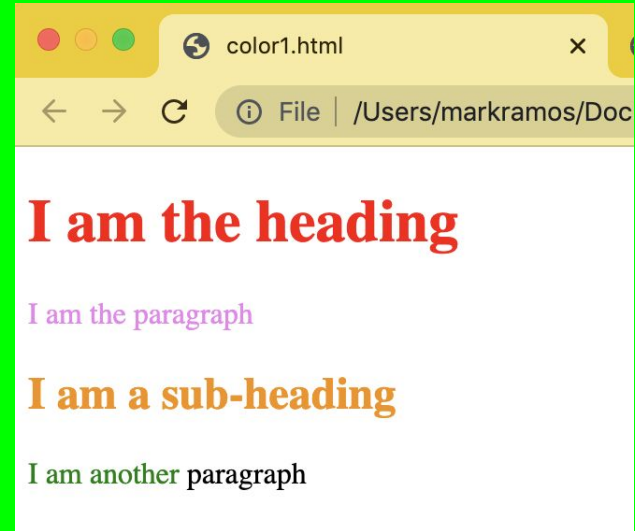 color1.html
File /Users/markramos/Doc
I am the heading
I am the paragraph
I am a sub-heading
I am another paragraph